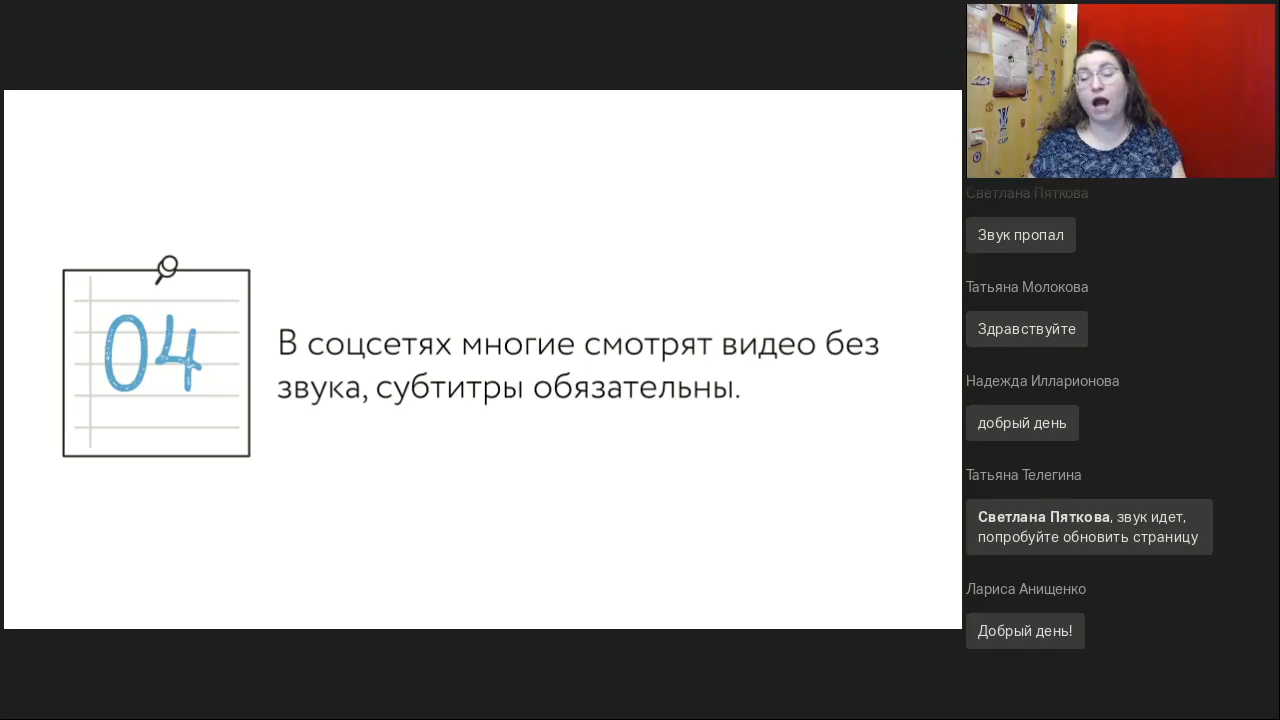 04
В соцсетях многие смотрят видео без
звука, субтитры обязательны.
CUP
Светлана Пяткова
Звук пропал
Татьяна Молокова
Здравствуйте
Надежда Илларионова
добрый день
Татьяна Телегина
Светлана Пяткова, звук идет,
попробуйте обновить страницу
Лариса Анищенко
Добрый день!